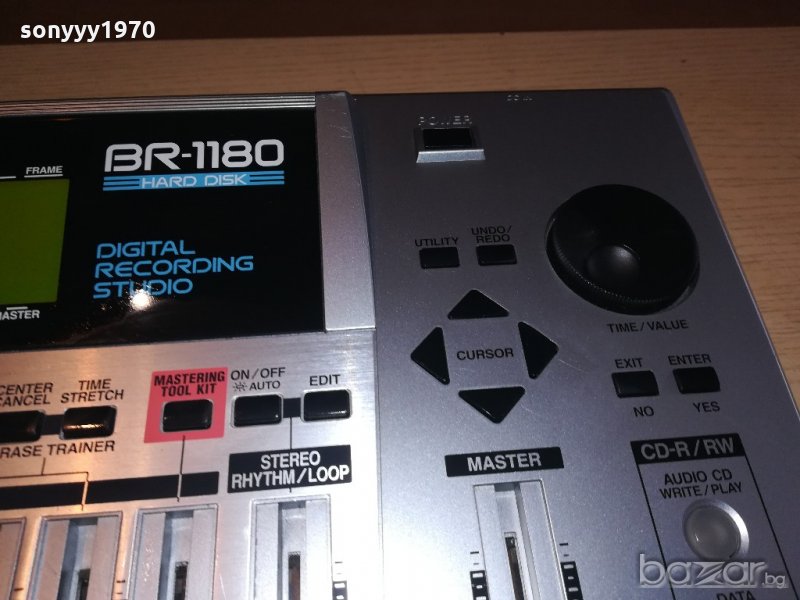 sonyyy1970
FRAME
BR-1180
HARD DISK
DIGITAL
RECORDING
STUDIO
MASTER
POWER
UTILITY
UNDO/
REDO
TIME/VALUE
CURSOR
EXIT
ENTER
NO
YES
CENTER
CANCEL
TIME
STRETCH
MASTERING
TOOL KIT
ON/OFF
AUTO
EDIT
RASE TRAINER
STEREO
RHYTHM/LOOP
MASTER
CD-R/RW
AUDIO CD
WRITE/PLAY
DATA
bazar.bg